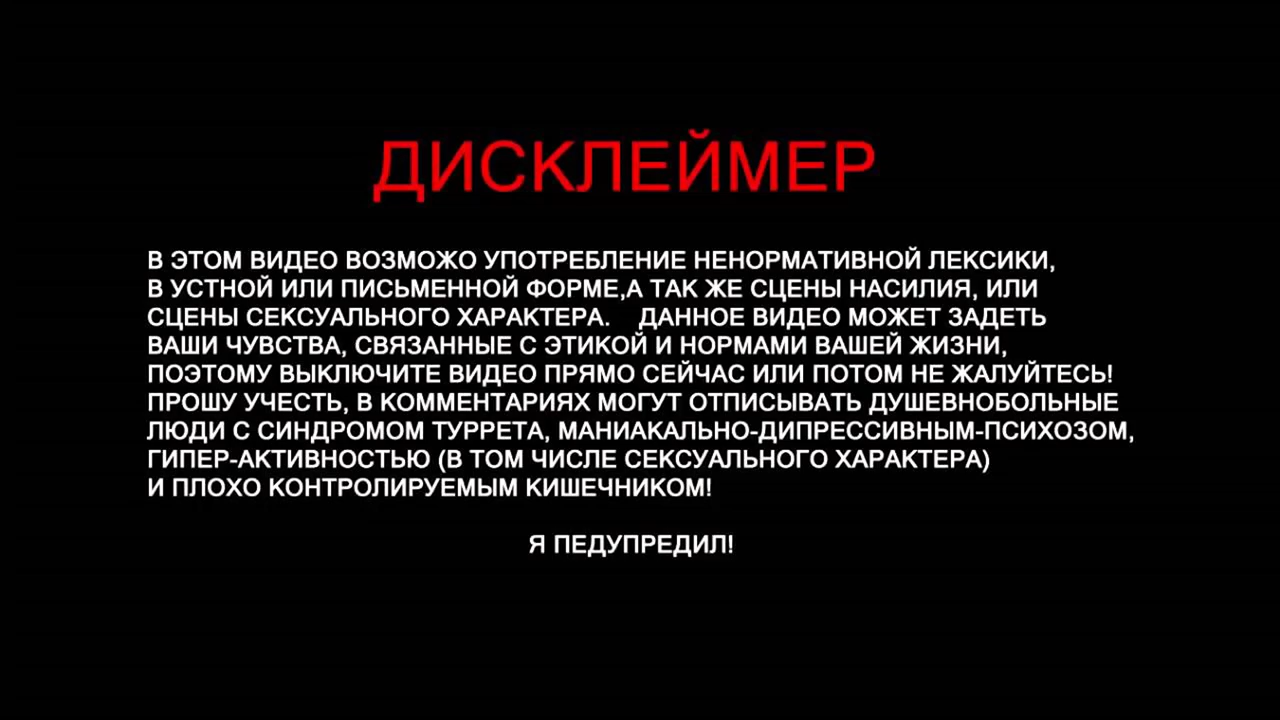 ДИСКЛЕЙМЕР
В ЭТОМ ВИДЕО ВОЗМОЖО УПОТРЕБЛЕНИЕ НЕНОРМАТИВНОЙ ЛЕКСИКИ,
В УСТНОЙ ИЛИ ПИСЬМЕННОЙ ФОРМЕ,А ТАК ЖЕ СЦЕНЫ НАСИЛИЯ, ИЛИ
СЦЕНЫ СЕКСУАЛЬНОГО ХАРАКТЕРА. ДАННОЕ ВИДЕО МОЖЕТ ЗАДЕТЬ
ВАШИ ЧУВСТВА, СВЯЗАННЫЕ С ЭТИКОЙ И НОРМАМИ ВАШЕЙ ЖИЗНИ,
ПОЭТОМУ ВЫКЛЮЧИТЕ ВИДЕО ПРЯМО СЕЙЧАС ИЛИ ПОТОМ НЕ ЖАЛУЙТЕСЬ!
ПРОШУ УЧЕСТЬ, В КОММЕНТАРИЯХ МОГУТ ОТПИСЫВАТЬ ДУШЕВНОБОЛЬНЫЕ
ЛЮДИ С СИНДРОМОМ ТУРРЕТА, МАНИАКАЛЬНО-ДИПРЕССИВНЫМ-ПСИХОЗОМ,
ГИПЕР-АКТИВНОСТЬЮ (В ТОМ ЧИСЛЕ СЕКСУАЛЬНОГО ХАРАКТЕРА)
И ПЛОХО КОНТРОЛИРУЕМЫМ КИШЕЧНИКОМ!
Я ПЕДУПРЕДИЛ!